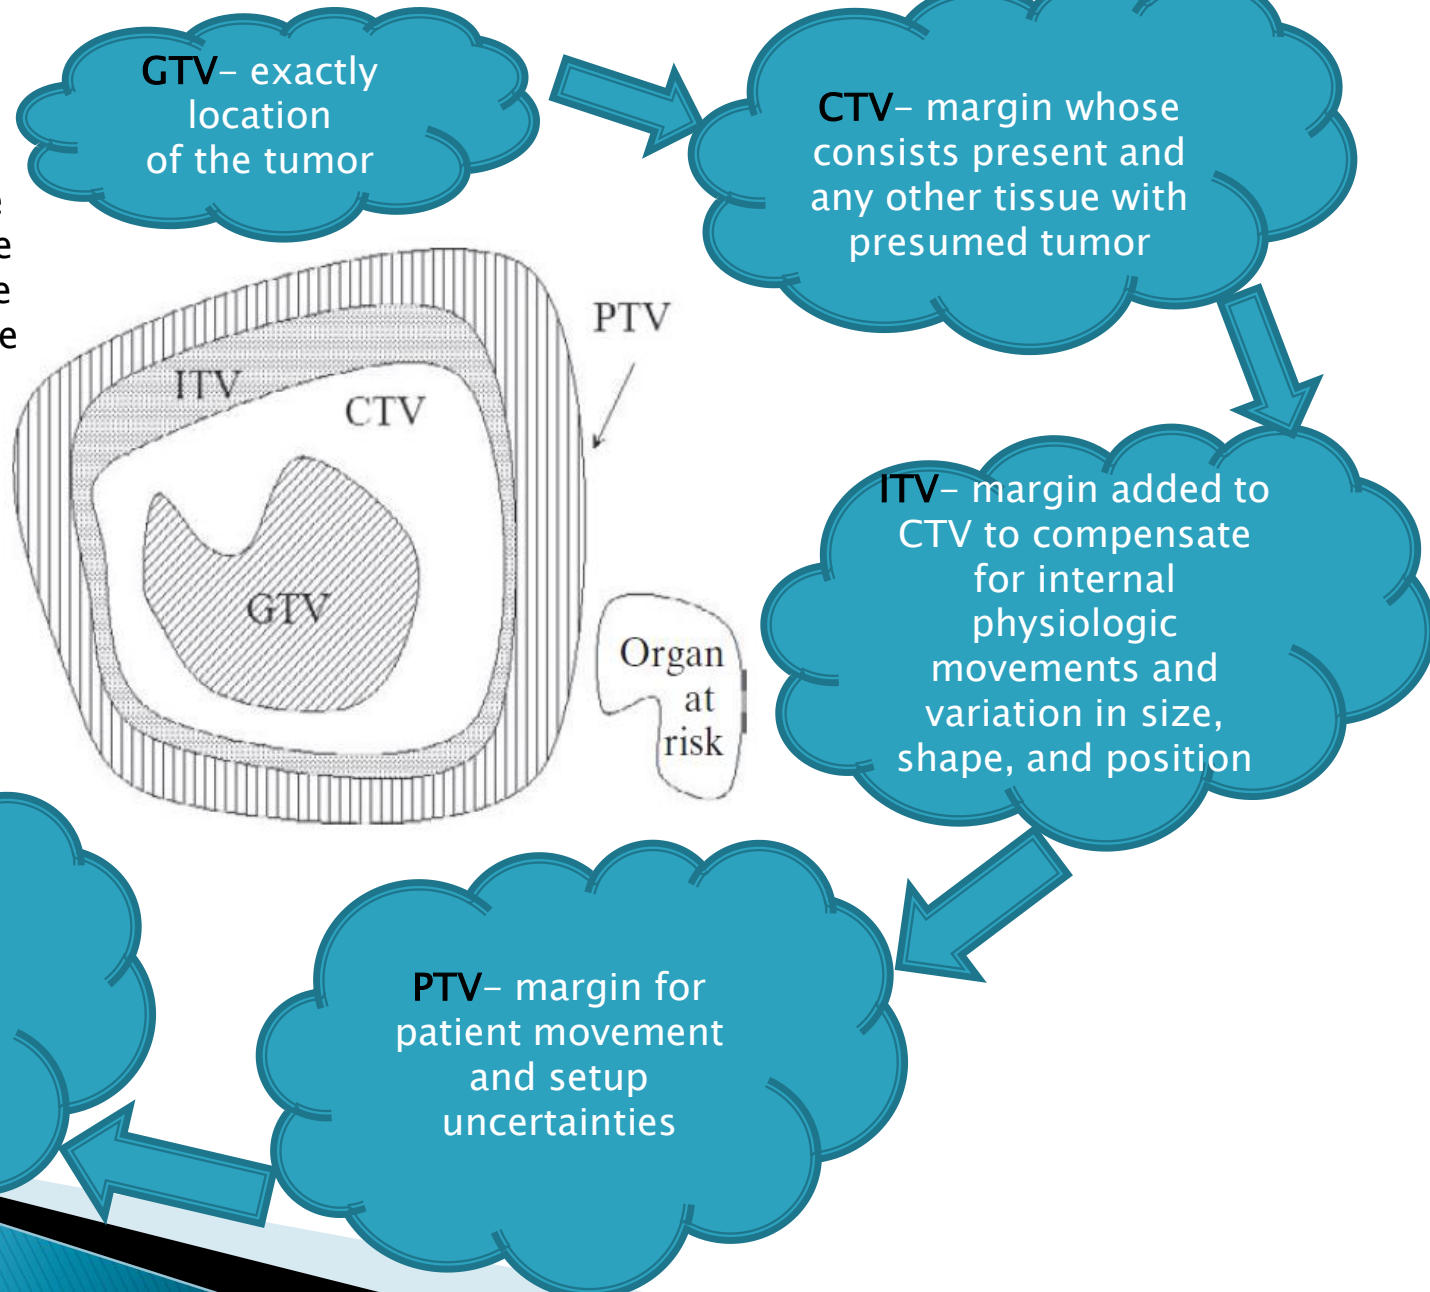 GTV– exactly
location
of the tumor
CTV– margin whose
consists present and
any other tissue with
presumed tumor
PTV
ITV
CTV
GTV
Organ
at
risk
ITV– margin added to
CTV to compensate
for internal
physiologic
movements and
variation in size,
shape, and position
PTV– margin for
patient movement
and setup
uncertainties